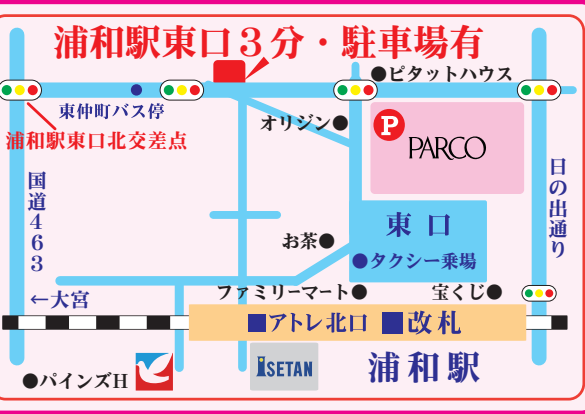 浦和駅東口3分・駐車場有
●ピタットハウス
東仲町バス停
浦和駅東口北交差点
オリジン●
P
PARCO
国道463
日の出通り
東口
お茶●
●タクシー乗場
←大宮
ファミリーマート●
宝くじ●
■アトレ北口 ■改札
●パインズH
ISETAN
浦和駅